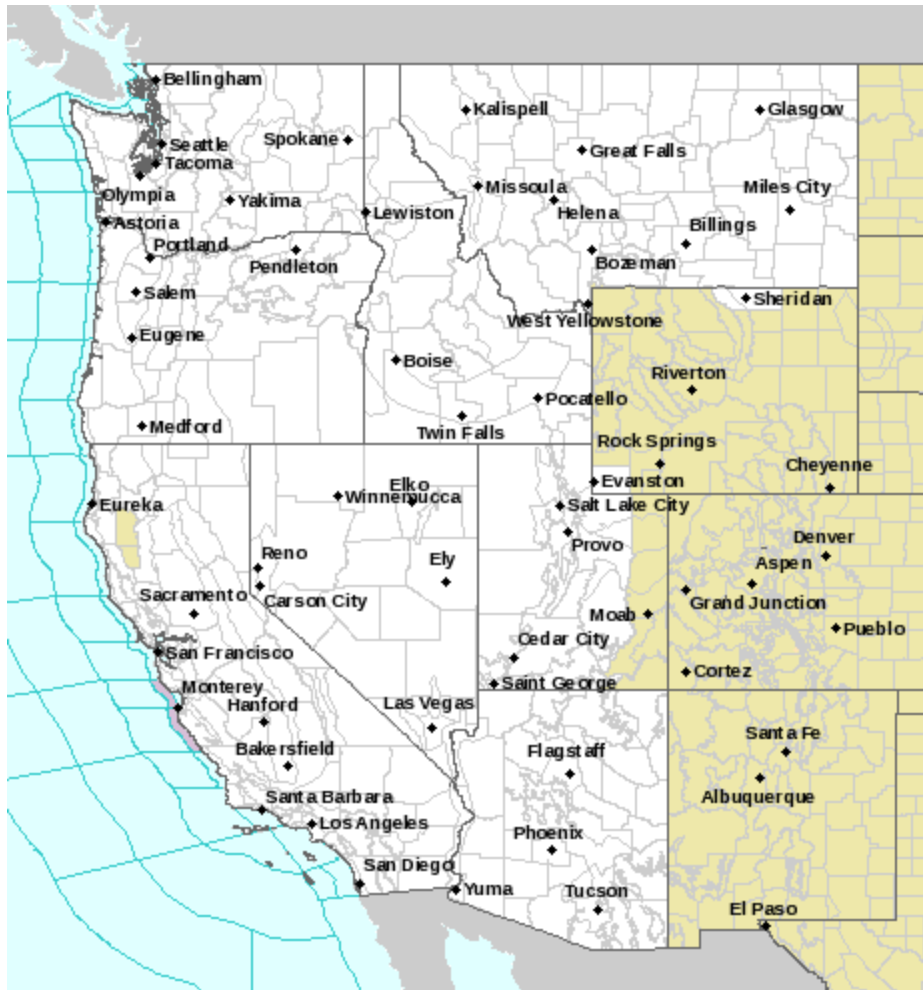 Bellingham
Kalispell
Glasgow
Seattle
Spokane
Great Falls
Tacoma
Missoula
Miles City
Olympia
Yakima
Lewiston
Helena
Astoria
Billings
Portland
Pendleton
Bozeman
Salem
Sheridan
West Yellowstone
Eugene
Boise
Riverton
Pocatello
Medford
Twin Falls
Rock Springs
Cheyenne
Elko
Evanston
Eureka
Winnemucca
Salt Lake City
Denver
Provo
Reno
Ely
Aspen
Sacramento
Carson City
Grand Junction
Moab
Pueblo
Cedar City
San Francisco
Cortez
Saint George
Monterey
Hanford
Las Vegas
Santa Fe
Bakersfield
Flagstaff
Albuquerque
Santa Barbara
Los Angeles
Phoenix
San Diego
Yuma
Tucson
El Paso